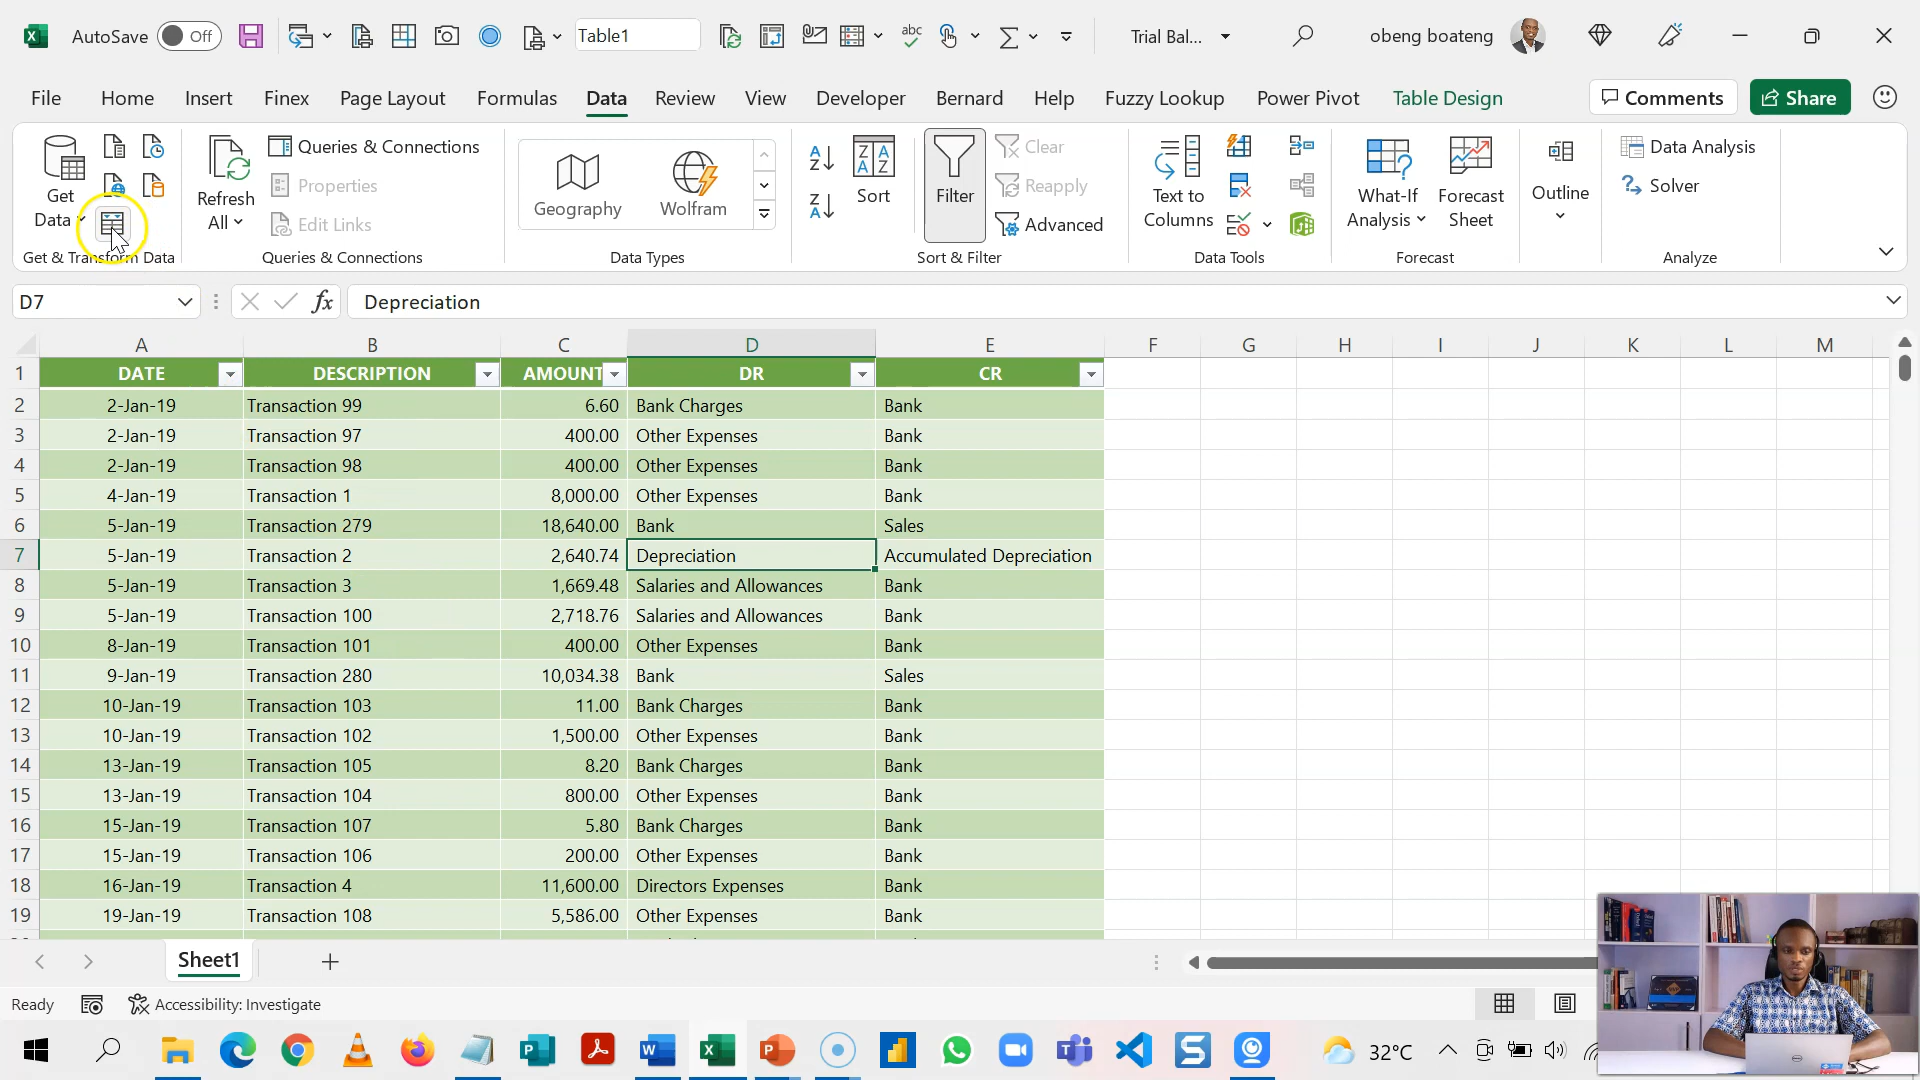 AutoSave Off Table1 abc Trial Bal... obeng boateng
File Home Insert Finex Page Layout Formulas Data Review View Developer Bernard Help Fuzzy Lookup Power Pivot Table Design Comments Share
Get Data
Get & Transform Data
Refresh All
Queries & Connections
Properties
Edit Links
Queries & Connections
Geography Wolfram
Data Types
Sort
Filter
Clear
Reapply
Advanced
Sort & Filter
Text to Columns
Data Tools
What-If Analysis
Forecast Sheet
Forecast
Outline
Data Analysis
Solver
Analyze
D7 fx Depreciation
A B C D E F G H I J K L M
1 DATE DESCRIPTION AMOUNT DR CR
2 2-Jan-19 Transaction 99 6.60 Bank Charges Bank
3 2-Jan-19 Transaction 97 400.00 Other Expenses Bank
4 2-Jan-19 Transaction 98 400.00 Other Expenses Bank
5 4-Jan-19 Transaction 1 8,000.00 Other Expenses Bank
6 5-Jan-19 Transaction 279 18,640.00 Bank Sales
7 5-Jan-19 Transaction 2 2,640.74 Depreciation Accumulated Depreciation
8 5-Jan-19 Transaction 3 1,669.48 Salaries and Allowances Bank
9 5-Jan-19 Transaction 100 2,718.76 Salaries and Allowances Bank
10 8-Jan-19 Transaction 101 400.00 Other Expenses Bank
11 9-Jan-19 Transaction 280 10,034.38 Bank Sales
12 10-Jan-19 Transaction 103 11.00 Bank Charges Bank
13 10-Jan-19 Transaction 102 1,500.00 Other Expenses Bank
14 13-Jan-19 Transaction 105 8.20 Bank Charges Bank
15 13-Jan-19 Transaction 104 800.00 Other Expenses Bank
16 15-Jan-19 Transaction 107 5.80 Bank Charges Bank
17 15-Jan-19 Transaction 106 200.00 Other Expenses Bank
18 16-Jan-19 Transaction 4 11,600.00 Directors Expenses Bank
19 19-Jan-19 Transaction 108 5,586.00 Other Expenses Bank
Sheet1
Ready Accessibility: Investigate
32°C